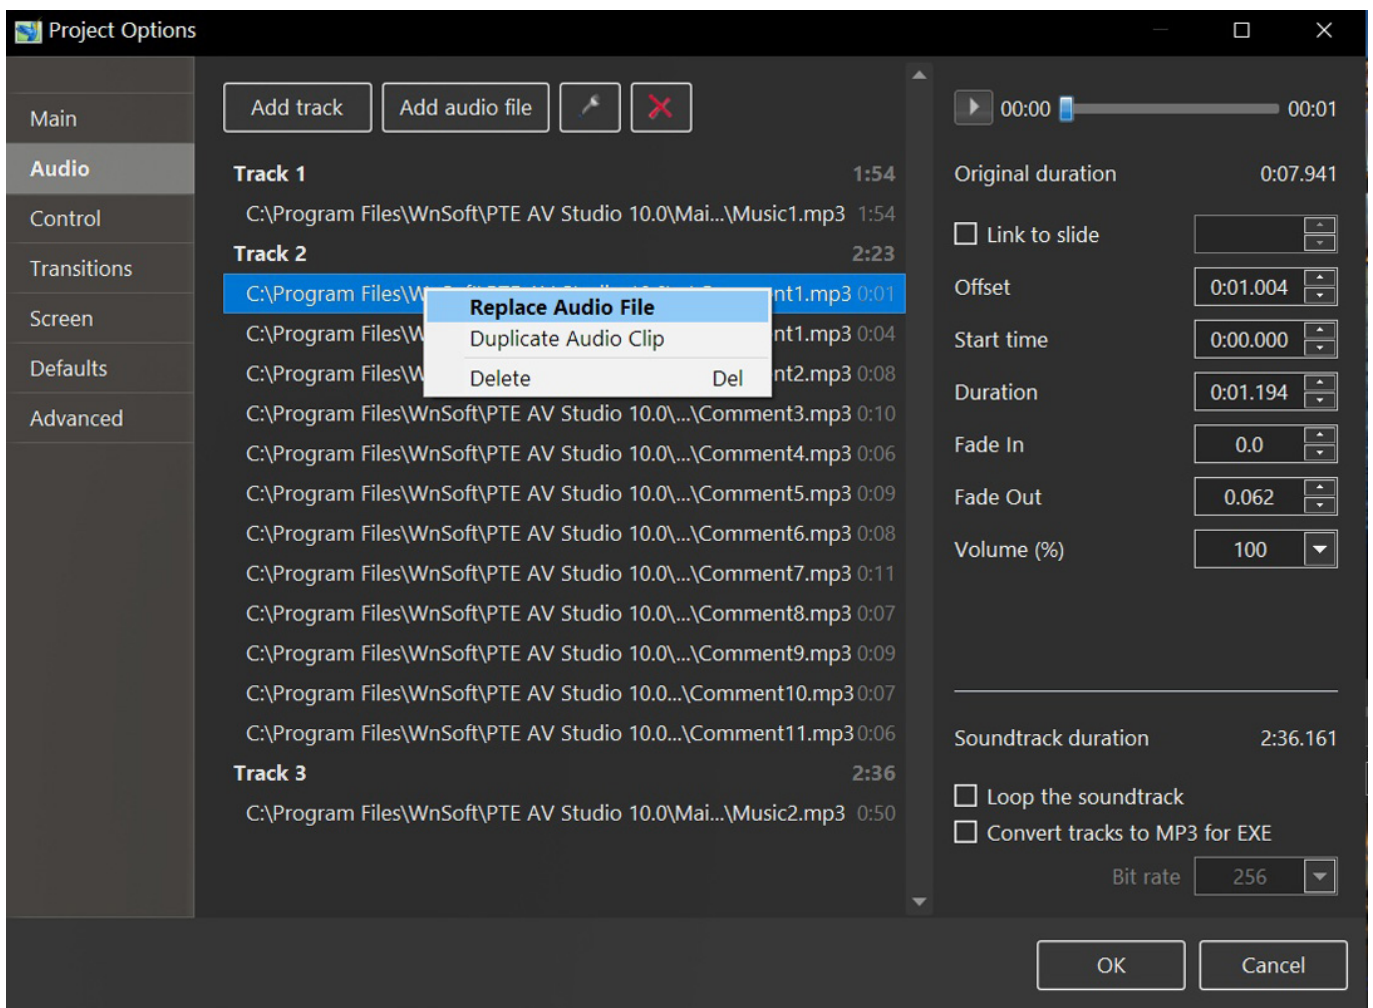 Project Options
Main
Audio
Control
Transitions
Screen
Defaults
Advanced
Add track
Add audio file
Track 1 1:54
C:\Program Files\WnSoft\PTE AV Studio 10.0\Mai...\Music1.mp3 1:54
Track 2 2:23
C:\Program Files\W nt1.mp3 0:01
Replace Audio File
C:\Program Files\W nt1.mp3 0:04
Duplicate Audio Clip
C:\Program Files\W nt2.mp3 0:08
Delete Del
C:\Program Files\WnSoft\PTE AV Studio 10.0\...\Comment3.mp3 0:10
C:\Program Files\WnSoft\PTE AV Studio 10.0\...\Comment4.mp3 0:06
C:\Program Files\WnSoft\PTE AV Studio 10.0\...\Comment5.mp3 0:09
C:\Program Files\WnSoft\PTE AV Studio 10.0\...\Comment6.mp3 0:08
C:\Program Files\WnSoft\PTE AV Studio 10.0\...\Comment7.mp3 0:11
C:\Program Files\WnSoft\PTE AV Studio 10.0\...\Comment8.mp3 0:07
C:\Program Files\WnSoft\PTE AV Studio 10.0\...\Comment9.mp3 0:09
C:\Program Files\WnSoft\PTE AV Studio 10.0...\Comment10.mp3 0:07
C:\Program Files\WnSoft\PTE AV Studio 10.0...\Comment11.mp3 0:06
Track 3 2:36
C:\Program Files\WnSoft\PTE AV Studio 10.0\Mai...\Music2.mp3 0:50
00:00 00:01
Original duration 0:07.941
Link to slide
Offset 0:01.004
Start time 0:00.000
Duration 0:01.194
Fade In 0.0
Fade Out 0.062
Volume (%) 100
Soundtrack duration 2:36.161
Loop the soundtrack
Convert tracks to MP3 for EXE
Bit rate 256
OK
Cancel